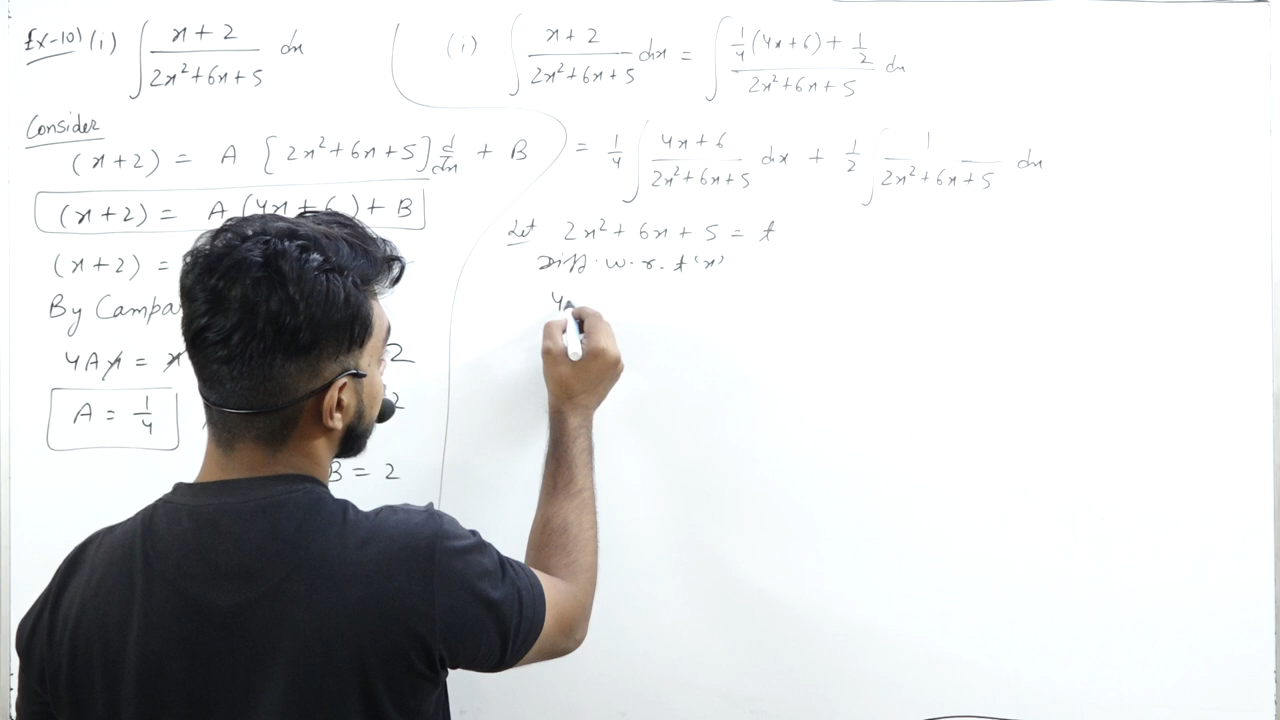 Ex-10) (i) ∫ (x+2)/(2x²+6x+5) dx
Consider
(x+2) = A [2x²+6x+5] d/dx + B
(x+2) = A(4x+6)+B
(x+2) =
By Compa
4Ax = x
2
A = 1/4
2
B = 2
(i) ∫ (x+2)/(2x²+6x+5) dx = ∫ (1/4(4x+6)+1/2)/(2x²+6x+5) dx
= 1/4 ∫ (4x+6)/(2x²+6x+5) dx + 1/2 ∫ 1/(2x²+6x+5) dx
Let 2x²+6x+5 = t
Diff. w. r. t 'x'
4x